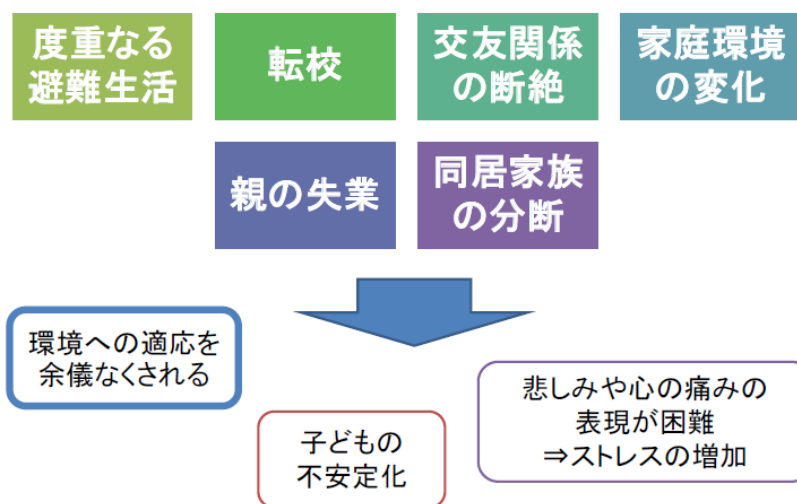 度重なる
避難生活
転校
交友関係
の断絶
家庭環境
の変化
親の失業
同居家族
の分断
環境への適応を
余儀なくされる
子どもの
不安定化
悲しみや心の痛みの
表現が困難
⇒ストレスの増加